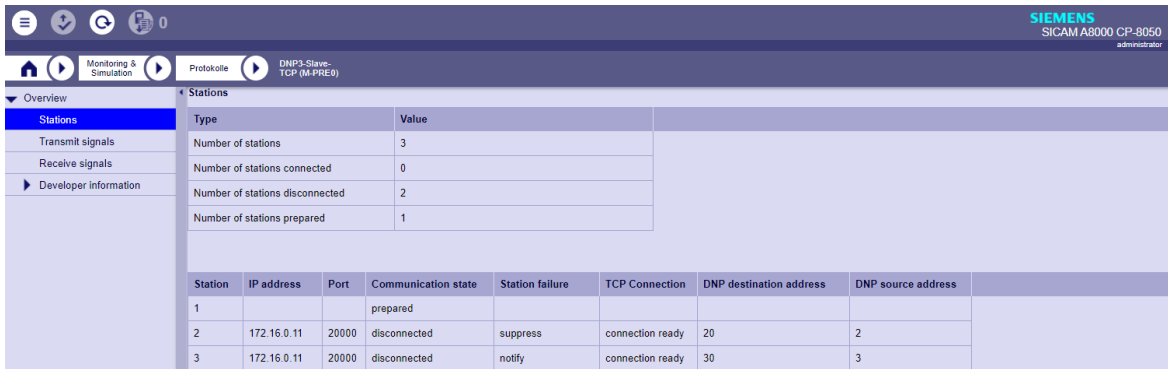 0
SIEMENS
SICAM A8000 CP-8050
administrator
Monitoring &
Simulation
Protokolle
DNP3-Slave-
TCP (M-PRE0)
Overview
Stations
Transmit signals
Receive signals
Developer information
Stations
Type Value
Number of stations 3
Number of stations connected 0
Number of stations disconnected 2
Number of stations prepared 1
Station IP address Port Communication state Station failure TCP Connection DNP destination address DNP source address
1 prepared
2 172.16.0.11 20000 disconnected suppress connection ready 20 2
3 172.16.0.11 20000 disconnected notify connection ready 30 3